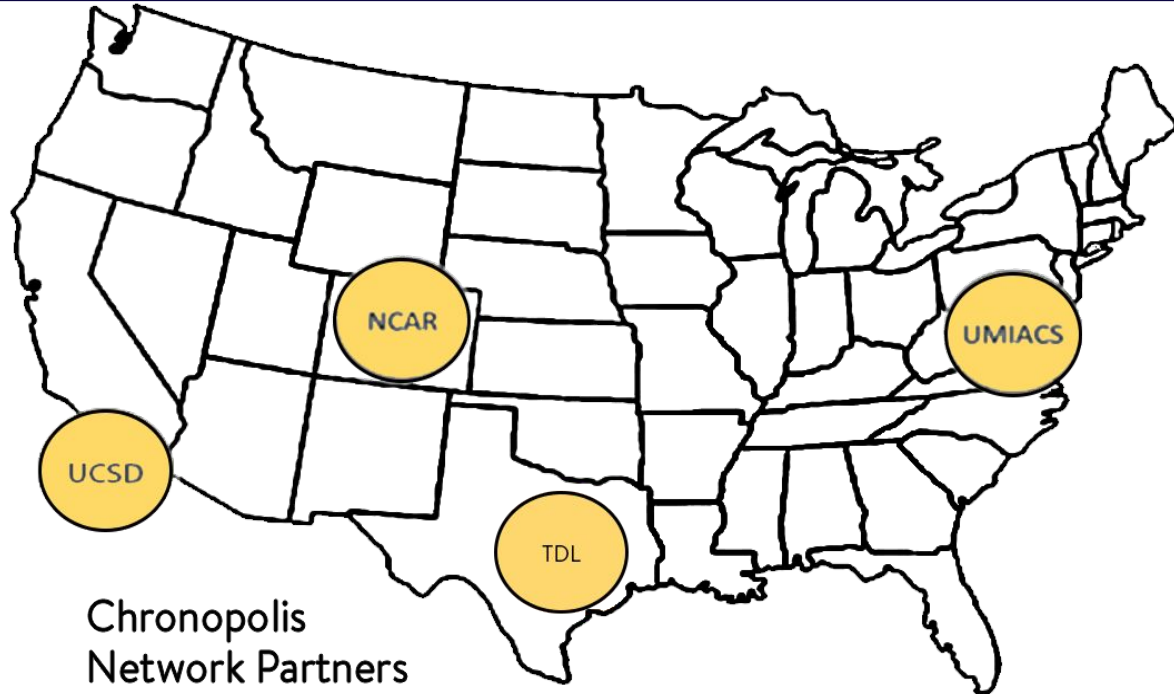 NCAR
UMIACS
UCSD
TDL
Chronopolis
Network Partners